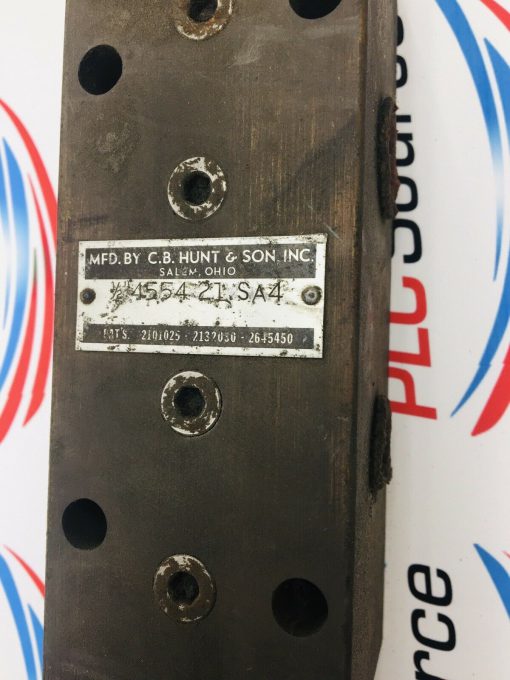 MFD. BY C.B. HUNT & SON, INC.
SALEM, OHIO
4554 21 SA4
PAT'S. 2101025 - 2132030 - 2645450
PLC Source
rce